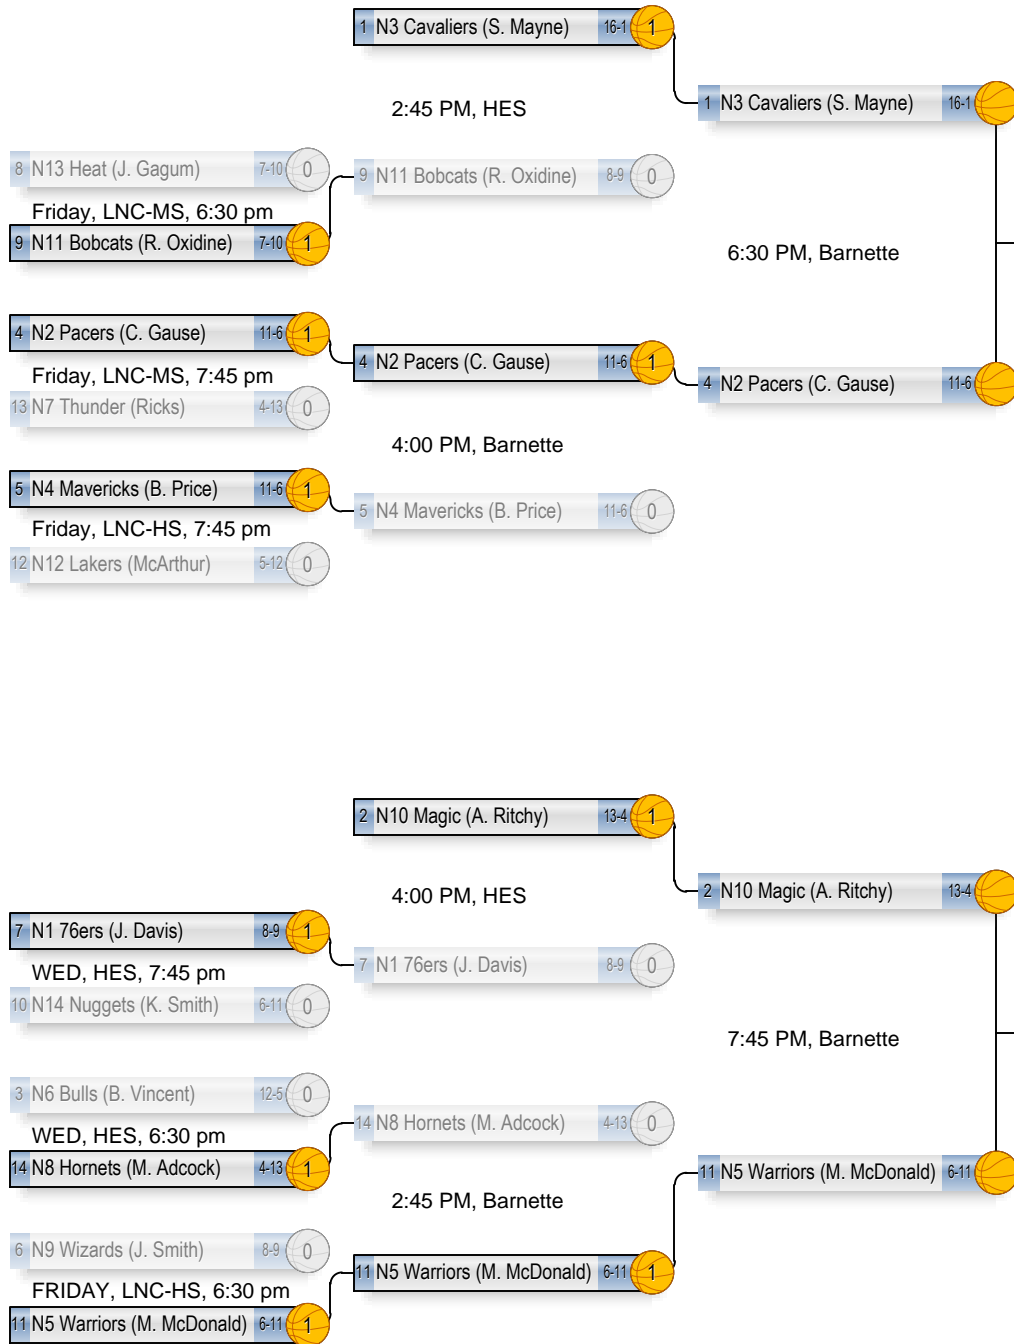 1 N3 Cavaliers (S. Mayne) 16-1 1
2:45 PM, HES
1 N3 Cavaliers (S. Mayne) 16-1
8 N13 Heat (J. Gagum) 7-10 0
9 N11 Bobcats (R. Oxidine) 8-9 0
Friday, LNC-MS, 6:30 pm
9 N11 Bobcats (R. Oxidine) 7-10 1
6:30 PM, Barnette
4 N2 Pacers (C. Gause) 11-6 1
4 N2 Pacers (C. Gause) 11-6 1
Friday, LNC-MS, 7:45 pm
4 N2 Pacers (C. Gause) 11-6
13 N7 Thunder (Ricks) 4-13 0
4:00 PM, Barnette
5 N4 Mavericks (B. Price) 11-6 1
5 N4 Mavericks (B. Price) 11-6 0
Friday, LNC-HS, 7:45 pm
12 N12 Lakers (McArthur) 5-12 0
2 N10 Magic (A. Ritchy) 13-4 1
4:00 PM, HES
2 N10 Magic (A. Ritchy) 13-4
7 N1 76ers (J. Davis) 8-9 1
7 N1 76ers (J. Davis) 8-9 0
WED, HES, 7:45 pm
10 N14 Nuggets (K. Smith) 6-11 0
7:45 PM, Barnette
3 N6 Bulls (B. Vincent) 12-5 0
14 N8 Hornets (M. Adcock) 4-13 0
WED, HES, 6:30 pm
14 N8 Hornets (M. Adcock) 4-13 1
11 N5 Warriors (M. McDonald) 6-11
2:45 PM, Barnette
6 N9 Wizards (J. Smith) 8-9 0
11 N5 Warriors (M. McDonald) 6-11 1
FRIDAY, LNC-HS, 6:30 pm
11 N5 Warriors (M. McDonald) 6-11 1